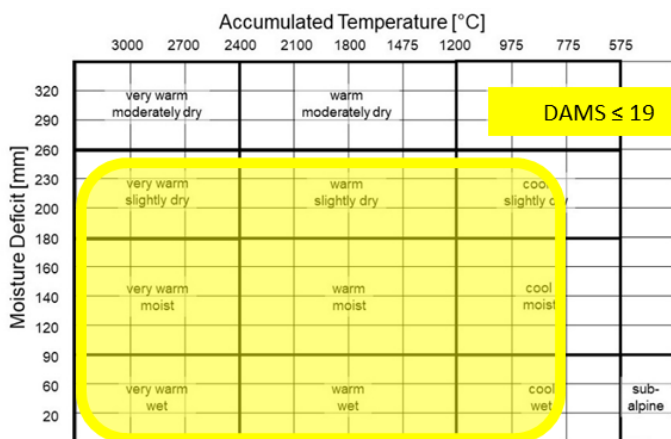 Accumulated Temperature [°C]
3000 2700 2400 2100 1800 1475 1200 975 775 575
Moisture Deficit [mm]
320
290
260
230
200
180
160
140
120
90
60
20
very warm
moderately dry
warm
moderately dry
DAMS ≤ 19
very warm
slightly dry
warm
slightly dry
cool
slightly dry
very warm
moist
warm
moist
cool
moist
very warm
wet
warm
wet
cool
wet
sub-
alpine